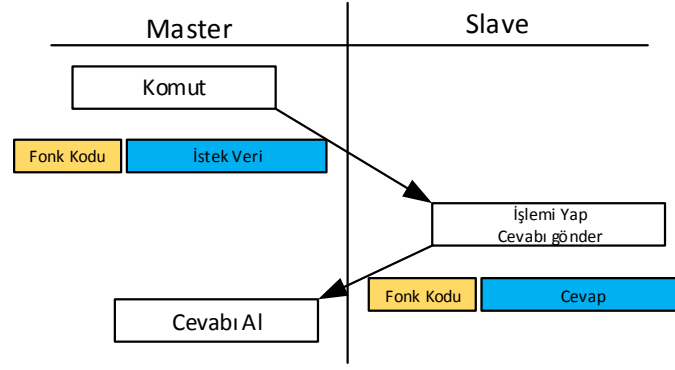 Master
Slave
Komut
Fonk Kodu
İstek Veri
İşlemi Yap
Cevabı gönder
Fonk Kodu
Cevap
Cevabı Al